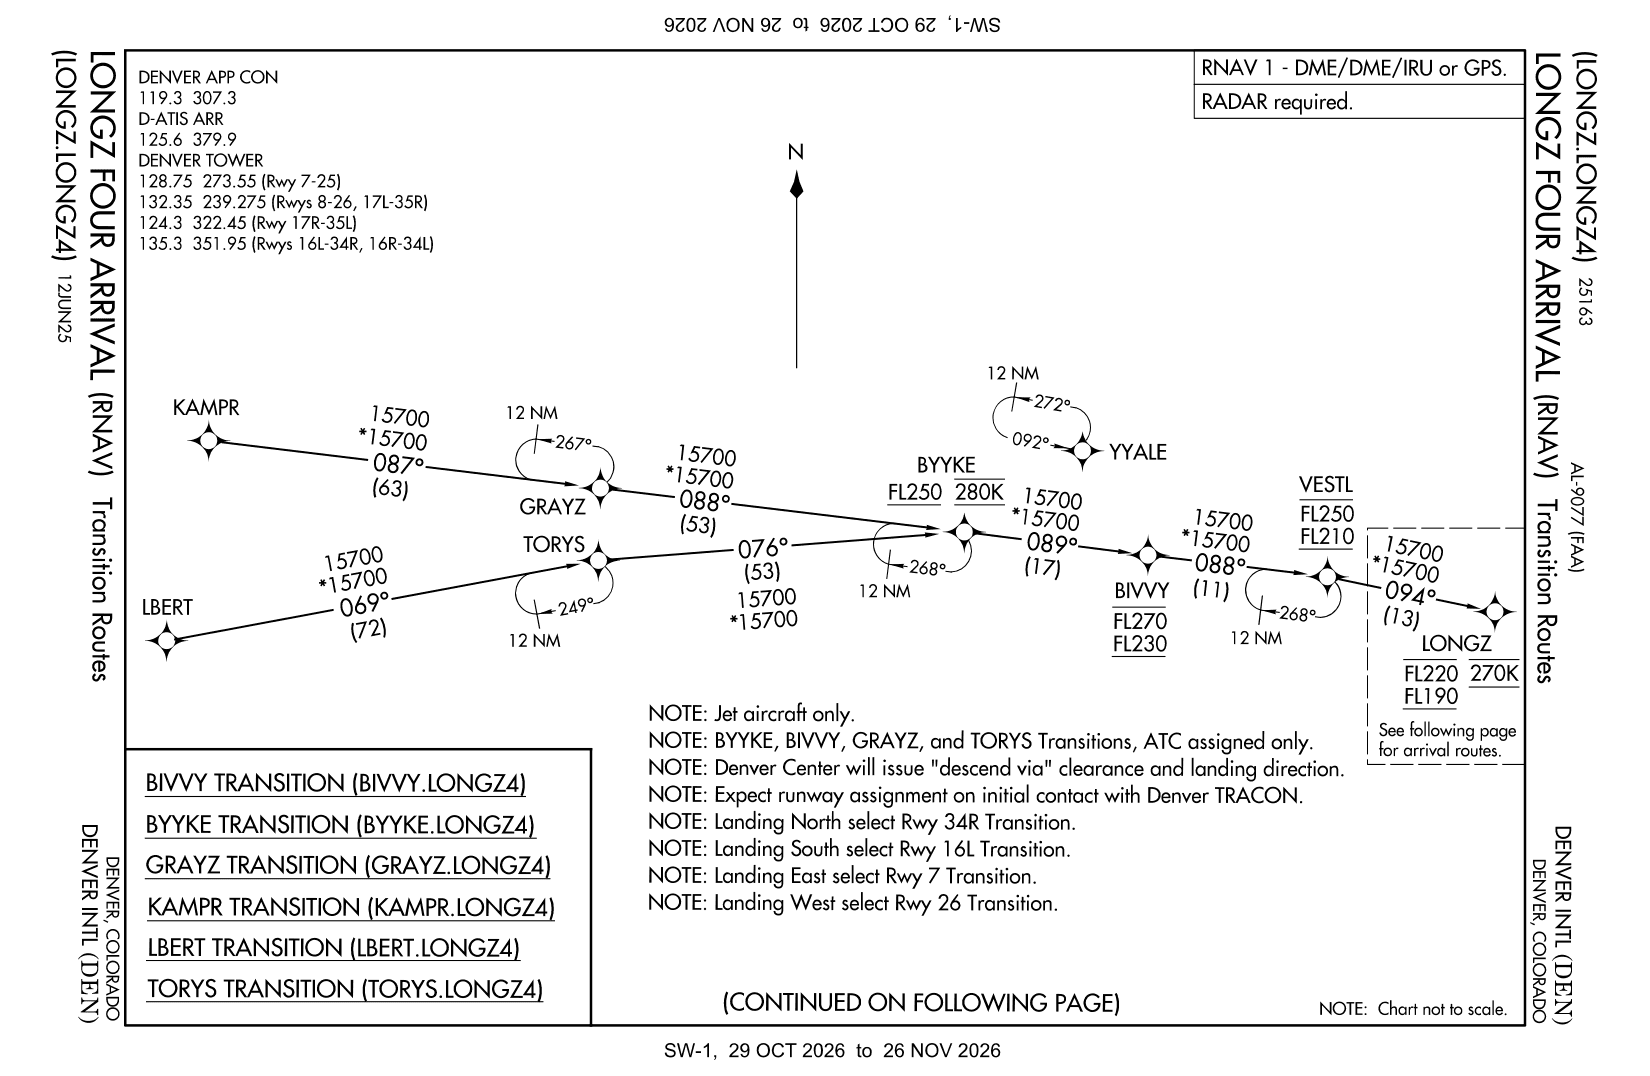 SW-1, 29 OCT 2026 to 26 NOV 2026
(LONGZ.LONGZ4) 12JUN25
LONGZ FOUR ARRIVAL (RNAV) Transition Routes
DENVER INTL (DEN)
DENVER, COLORADO
DENVER APP CON
119.3 307.3
D-ATIS ARR
125.6 379.9
DENVER TOWER
128.75 273.55 (Rwy 7-25)
132.35 239.275 (Rwys 8-26, 17L-35R)
124.3 322.45 (Rwy 17R-35L)
135.3 351.95 (Rwys 16L-34R, 16R-34L)
RNAV 1 - DME/DME/IRU or GPS.
RADAR required.
N
KAMPR
15700
*15700
087°
(63)
12 NM
267°
GRAYZ
15700
*15700
088°
(53)
LBERT
15700
*15700
069°
(72)
TORYS
12 NM
249°
076°
(53)
15700
*15700
BYYKE
FL250 280K
12 NM
268°
12 NM
272°
092°
YYALE
15700
*15700
089°
(17)
BIVVY
FL270
FL230
15700
*15700
088°
(11)
VESTL
FL250
FL210
12 NM
268°
15700
*15700
094°
(13)
LONGZ
FL220 270K
FL190
See following page
for arrival routes.
NOTE: Jet aircraft only.
NOTE: BYYKE, BIVVY, GRAYZ, and TORYS Transitions, ATC assigned only.
NOTE: Denver Center will issue "descend via" clearance and landing direction.
NOTE: Expect runway assignment on initial contact with Denver TRACON.
NOTE: Landing North select Rwy 34R Transition.
NOTE: Landing South select Rwy 16L Transition.
NOTE: Landing East select Rwy 7 Transition.
NOTE: Landing West select Rwy 26 Transition.
BIVVY TRANSITION (BIVVY.LONGZ4)
BYYKE TRANSITION (BYYKE.LONGZ4)
GRAYZ TRANSITION (GRAYZ.LONGZ4)
KAMPR TRANSITION (KAMPR.LONGZ4)
LBERT TRANSITION (LBERT.LONGZ4)
TORYS TRANSITION (TORYS.LONGZ4)
(CONTINUED ON FOLLOWING PAGE)
NOTE: Chart not to scale.
(LONGZ.LONGZ4) 25163
LONGZ FOUR ARRIVAL (RNAV) Transition Routes
AL-9077 (FAA)
DENVER INTL (DEN)
DENVER, COLORADO
SW-1, 29 OCT 2026 to 26 NOV 2026